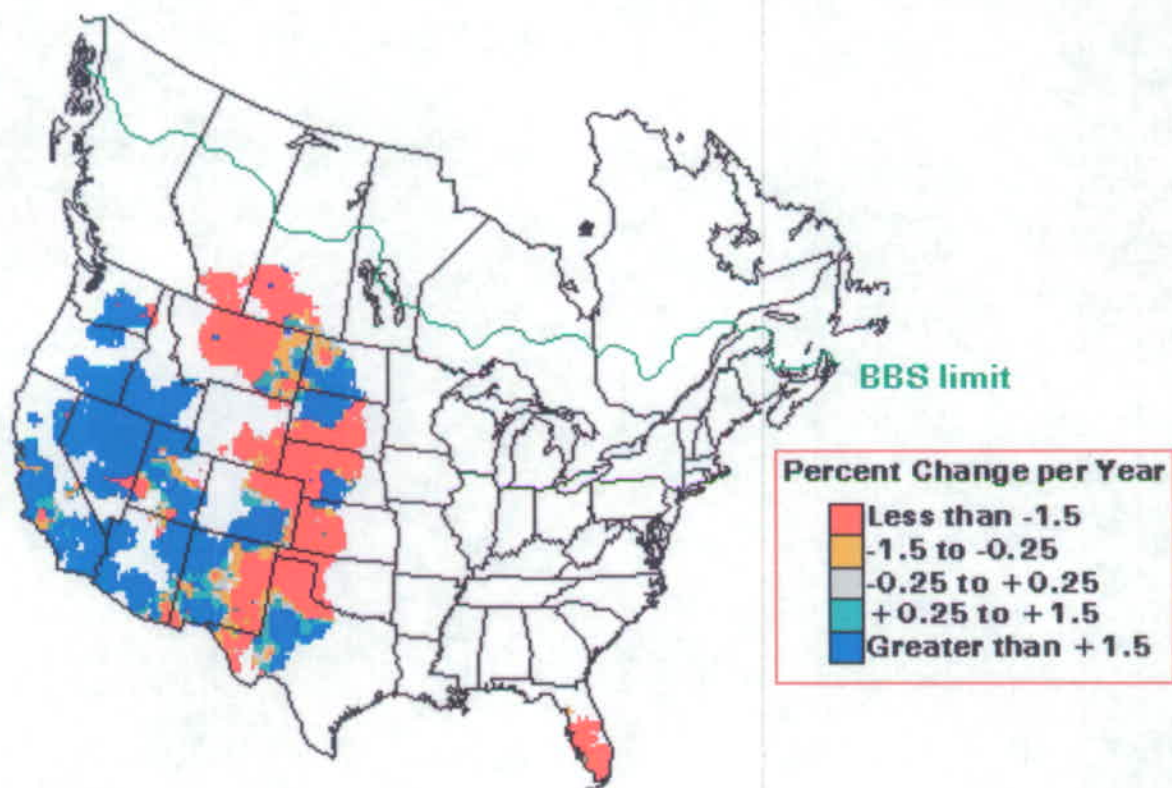 BBS limit
Percent Change per Year
Less than -1.5
-1.5 to -0.25
-0.25 to +0.25
+0.25 to +1.5
Greater than +1.5